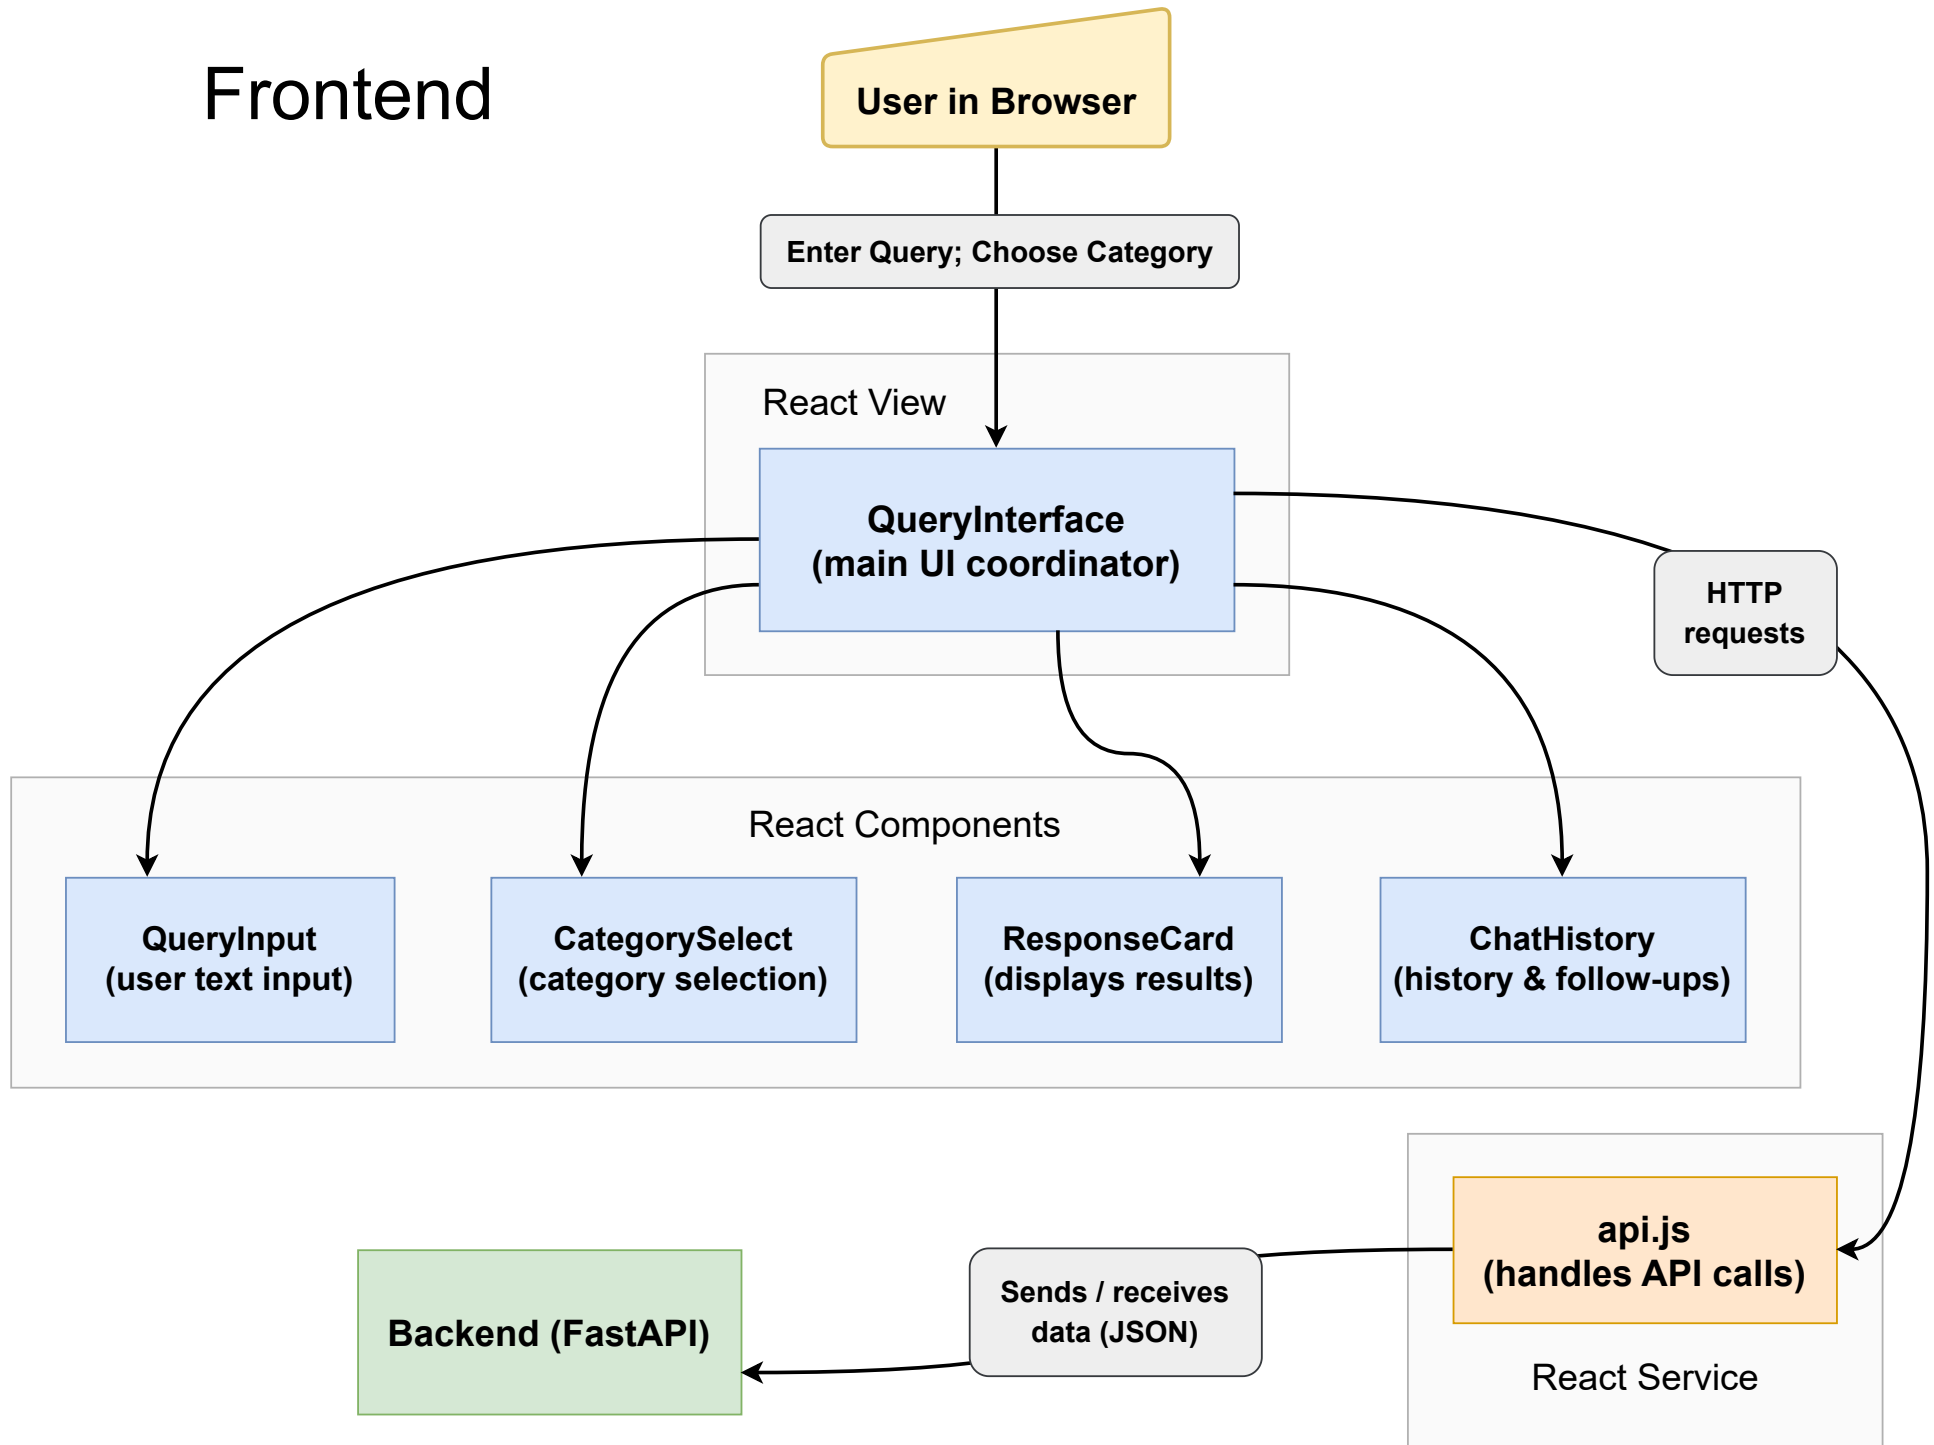 Frontend
User in Browser
Enter Query; Choose Category
React View
QueryInterface
(main UI coordinator)
HTTP
requests
React Components
QueryInput
(user text input)
CategorySelect
(category selection)
ResponseCard
(displays results)
ChatHistory
(history & follow-ups)
api.js
(handles API calls)
Sends / receives
data (JSON)
Backend (FastAPI)
React Service